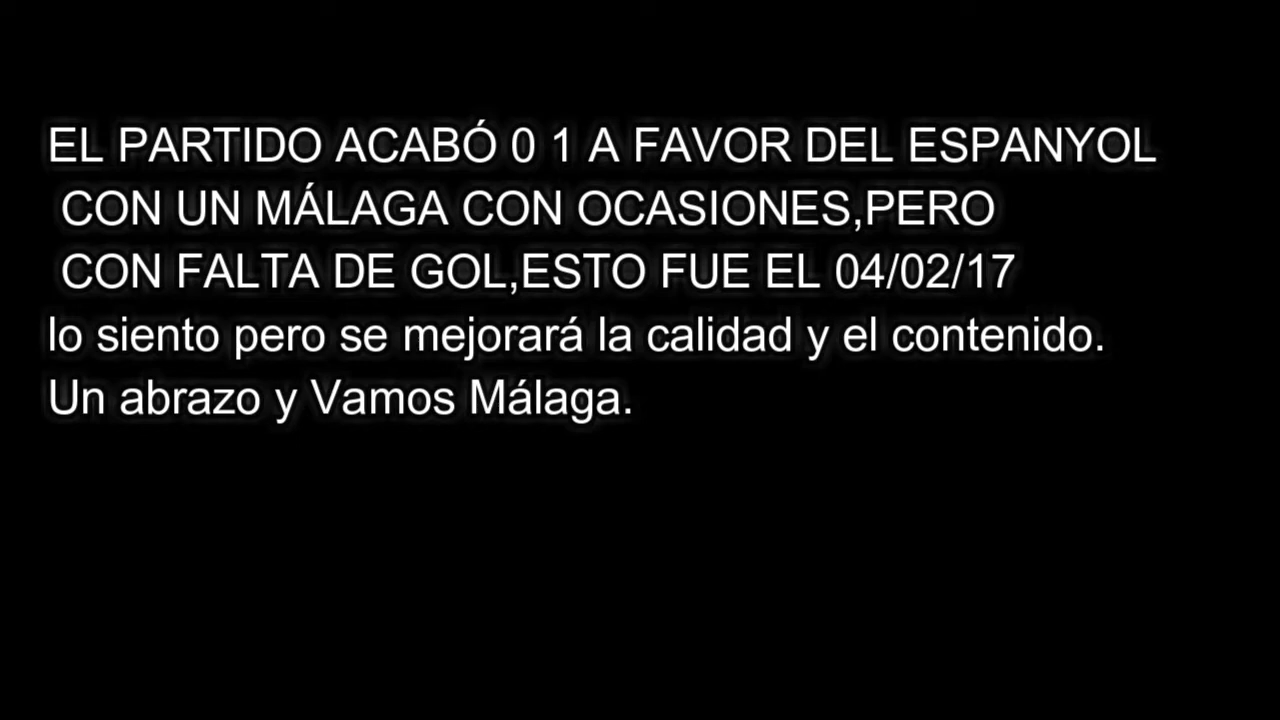 EL PARTIDO ACABÓ 0 1 A FAVOR DEL ESPANYOL
CON UN MÁLAGA CON OCASIONES,PERO
CON FALTA DE GOL,ESTO FUE EL 04/02/17
lo siento pero se mejorará la calidad y el contenido.
Un abrazo y Vamos Málaga.